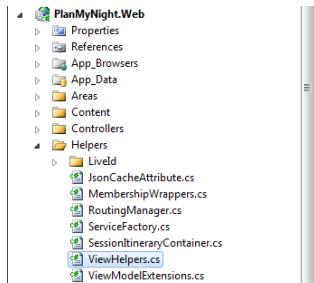 PlanMyNight.Web
Properties
References
App_Browsers
App_Data
Areas
Content
Controllers
Helpers
LiveId
JsonCacheAttribute.cs
MembershipWrappers.cs
RoutingManager.cs
ServiceFactory.cs
SessionItineraryContainer.cs
ViewHelpers.cs
ViewModelExtensions.cs